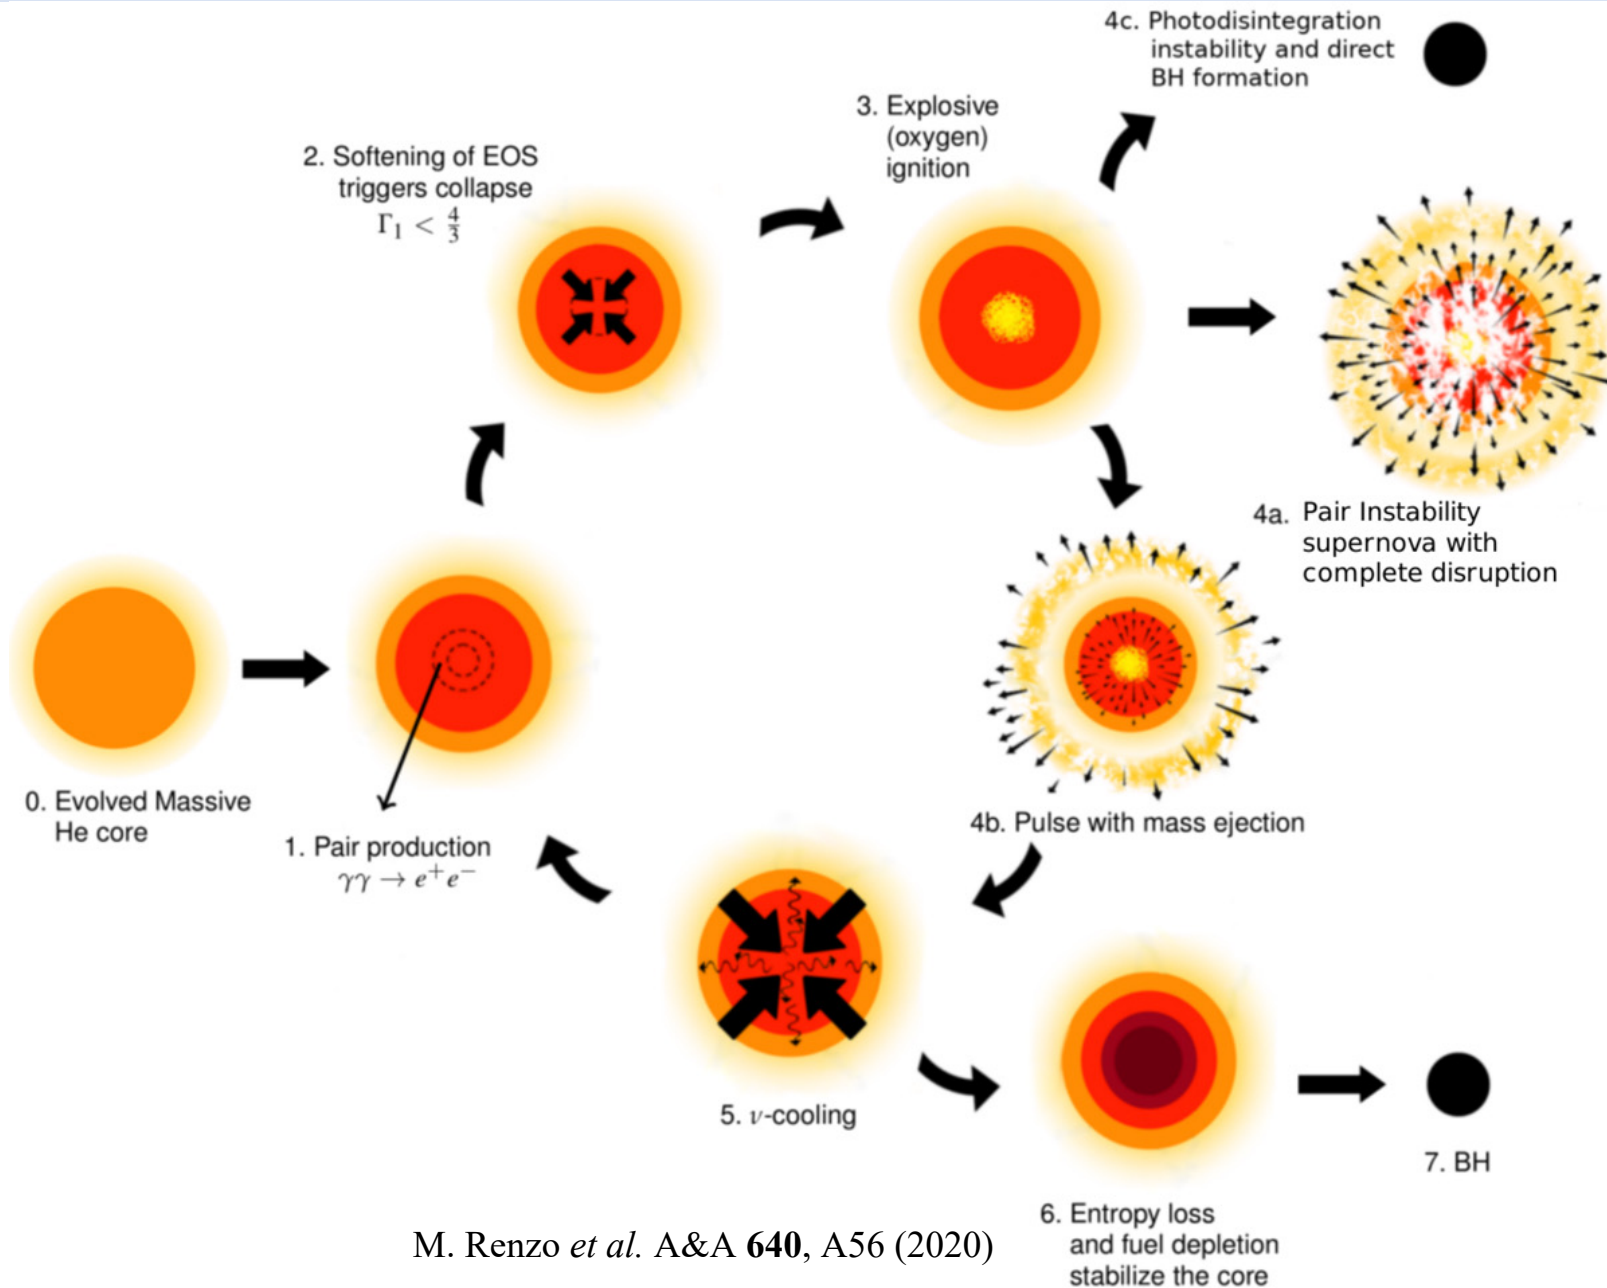 4c. Photodisintegration
instability and direct
BH formation
3. Explosive
(oxygen)
ignition
2. Softening of EOS
triggers collapse
Γ₁ < 4/3
4a. Pair Instability
supernova with
complete disruption
0. Evolved Massive
He core
1. Pair production
γγ → e⁺e⁻
4b. Pulse with mass ejection
5. ν-cooling
7. BH
6. Entropy loss
and fuel depletion
stabilize the core
M. Renzo et al. A&A 640, A56 (2020)